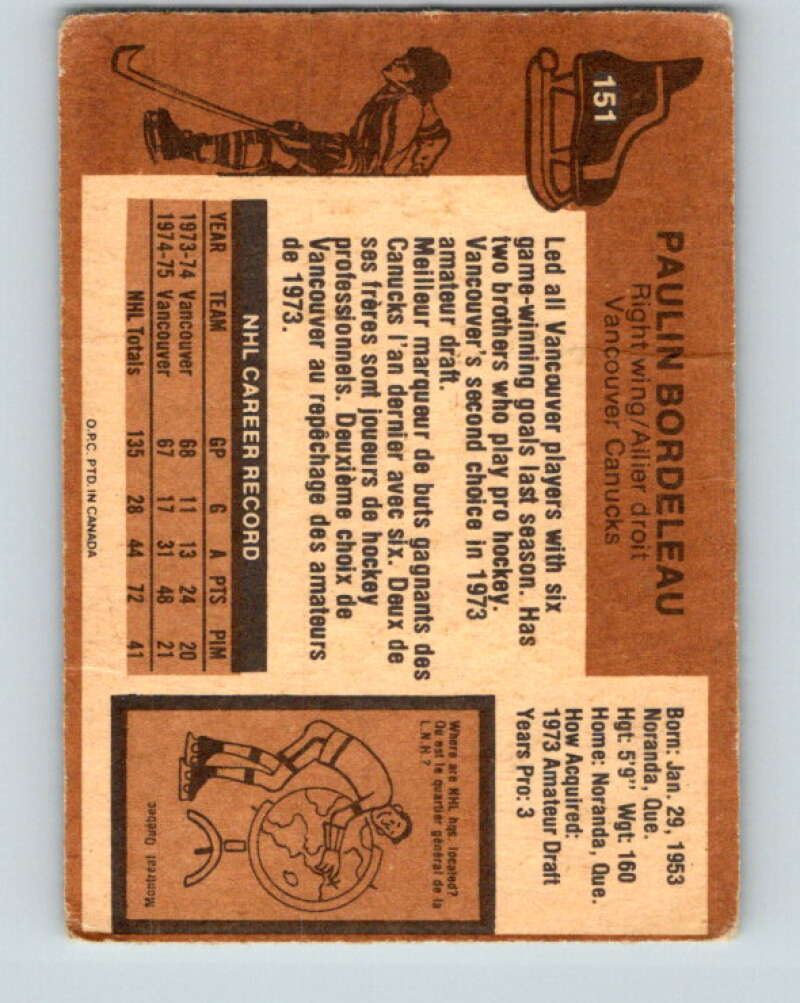 151
PAULIN BORDELEAU
Right wing/Ailier droit
Vancouver Canucks
Born: Jan. 29, 1953
Noranda, Que.
Hgt: 5'9" Wgt: 160
Home: Noranda, Que.
How Acquired:
1973 Amateur Draft
Years Pro: 3
Led all Vancouver players with six
game-winning goals last season. Has
two brothers who play pro hockey.
Vancouver's second choice in 1973
amateur draft.
Meilleur marqueur de buts gagnants des
Canucks l'an dernier avec six. Deux de
ses frères sont joueurs de hockey
professionnels. Deuxième choix de
Vancouver au repêchage des amateurs
de 1973.
NHL CAREER RECORD
YEAR TEAM GP G A PTS PIM
1973-74 Vancouver 68 11 13 24 20
1974-75 Vancouver 67 17 31 48 21
NHL Totals 135 28 44 72 41
Where are NHL hqs. located?
Où est le quartier général de la
L.N.H.?
Montreal Quebec
O.P.C. PTD. IN CANADA